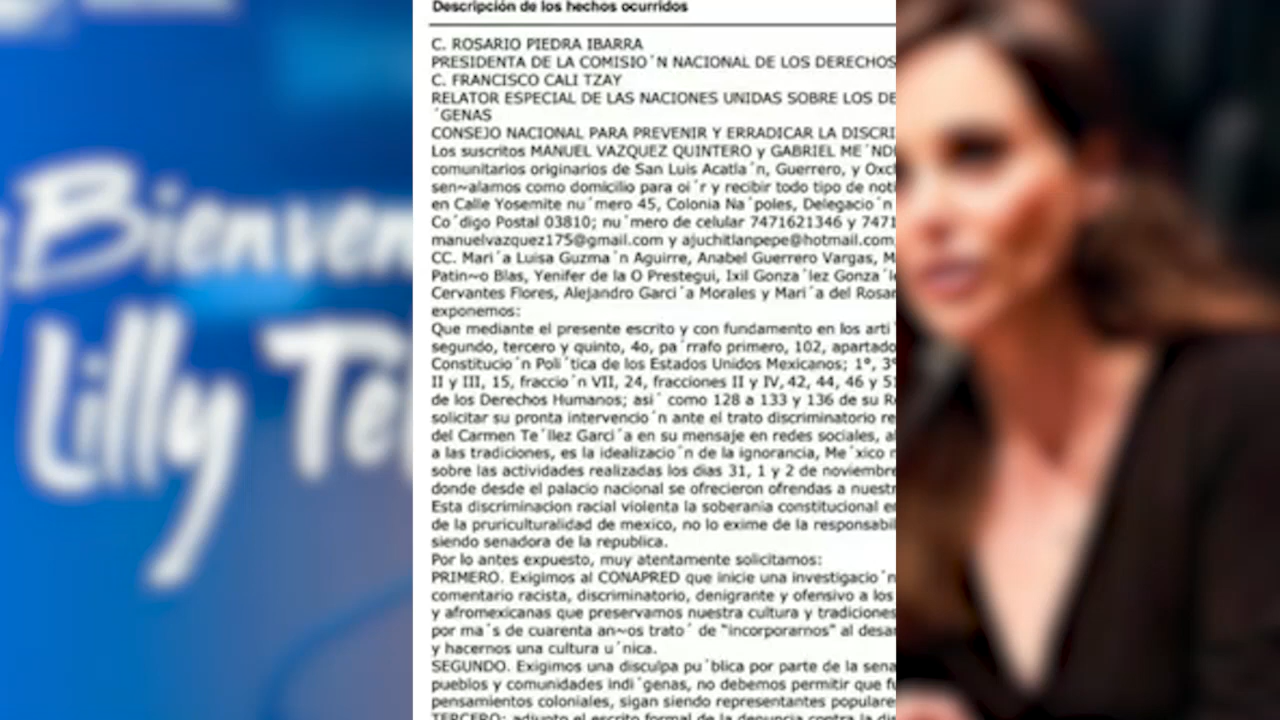 Bienven
Lilly Té
Descripción de los hechos ocurridos
C. ROSARIO PIEDRA IBARRA
PRESIDENTA DE LA COMISIO´N NACIONAL DE LOS DERECHOS
C. FRANCISCO CALI TZAY
RELATOR ESPECIAL DE LAS NACIONES UNIDAS SOBRE LOS DE
´GENAS
CONSEJO NACIONAL PARA PREVENIR Y ERRADICAR LA DISCRI
Los suscritos MANUEL VAZQUEZ QUINTERO y GABRIEL ME´ND
comunitarios originarios de San Luis Acatla´n, Guerrero, y Oxc
sen~alamos como domicilio para oi´r y recibir todo tipo de noti
en Calle Yosemite nu´mero 45, Colonia Na´poles, Delegacio´n
Co´digo Postal 03810; nu´mero de celular 7471621346 y 7471
manuelvazquez175@gmail.com y ajuchitlanpepe@hotmail.com
CC. Mari´a Luisa Guzma´n Aguirre, Anabel Guerrero Vargas, M
Patin~o Blas, Yenifer de la O Prestegui, Ixil Gonza´lez Gonza´l
Cervantes Flores, Alejandro Garci´a Morales y Mari´a del Rosar
exponemos:
Que mediante el presente escrito y con fundamento en los arti´
segundo, tercero y quinto, 4o, pa´rrafo primero, 102, apartado
Constitucio´n Poli´tica de los Estados Unidos Mexicanos; 1°, 3°
II y III, 15, fraccio´n VII, 24, fracciones II y IV, 42, 44, 46 y 51
de los Derechos Humanos; asi´ como 128 a 133 y 136 de su R
solicitar su pronta intervencio´n ante el trato discriminatorio re
del Carmen Te´llez Garci´a en su mensaje en redes sociales, al
a las tradiciones, es la idealizacio´n de la ignorancia, Me´xico n
sobre las actividades realizadas los dias 31, 1 y 2 de noviembre
donde desde el palacio nacional se ofrecieron ofrendas a nuestr
Esta discriminacion racial violenta la soberania constitucional e
de la pruriculturalidad de mexico, no lo exime de la responsabil
siendo senadora de la republica.
Por lo antes expuesto, muy atentamente solicitamos:
PRIMERO. Exigimos al CONAPRED que inicie una investigacio´n
comentario racista, discriminatorio, denigrante y ofensivo a los
y afromexicanas que preservamos nuestra cultura y tradiciones
por ma´s de cuarenta an~os trato´ de "incorporarnos" al desa
y hacernos una cultura u´nica.
SEGUNDO. Exigimos una disculpa pu´blica por parte de la sena
pueblos y comunidades indi´genas, no debemos permitir que fu
pensamientos coloniales, sigan siendo representantes populare
TERCERO: adjunto el escrito formal de la denuncia contra la dis